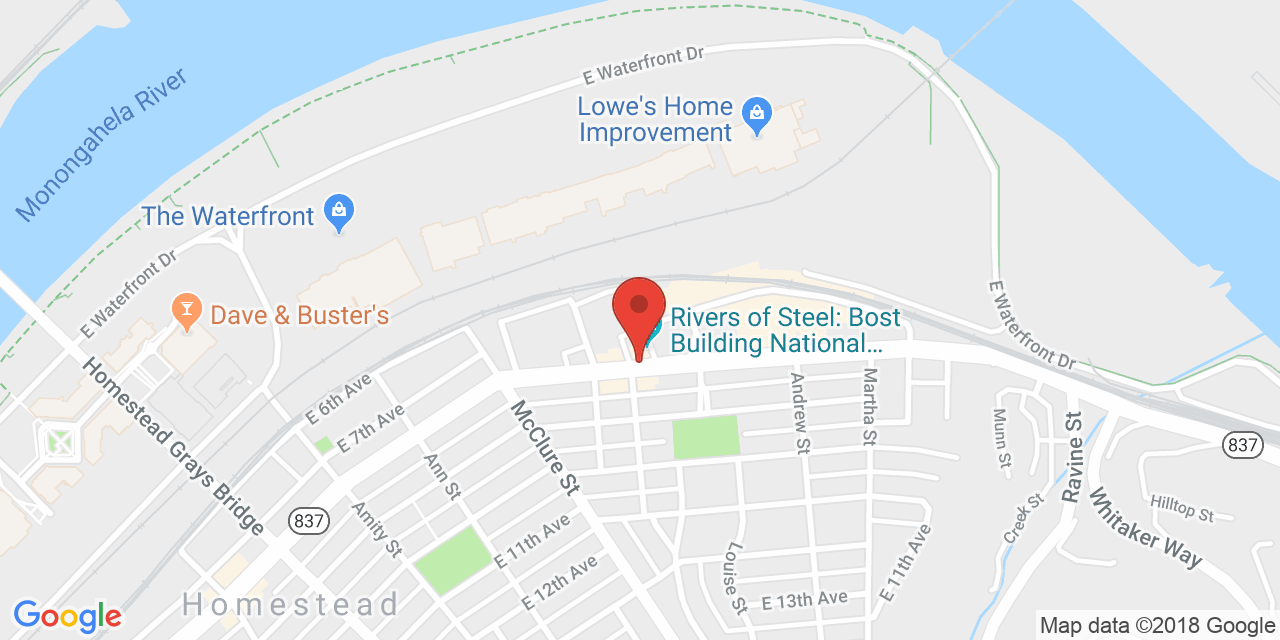 E Waterfront Dr
Monongahela River
Lowe's Home
Improvement
The Waterfront
E Waterfront Dr
Dave & Buster's
Rivers of Steel: Bost
Building National...
E Waterfront Dr
Homestead Grays Bridge
E 6th Ave
E 7th Ave
McClure St
Andrew St
Martha St
Munn St
Ravine St
837
Ann St
Amity St
837
Hilltop St
Creek St
Whitaker Way
E 11th Ave
E 12th Ave
Louise St
E 11th Ave
E 13th Ave
Homestead
Google
Map data ©2018 Google